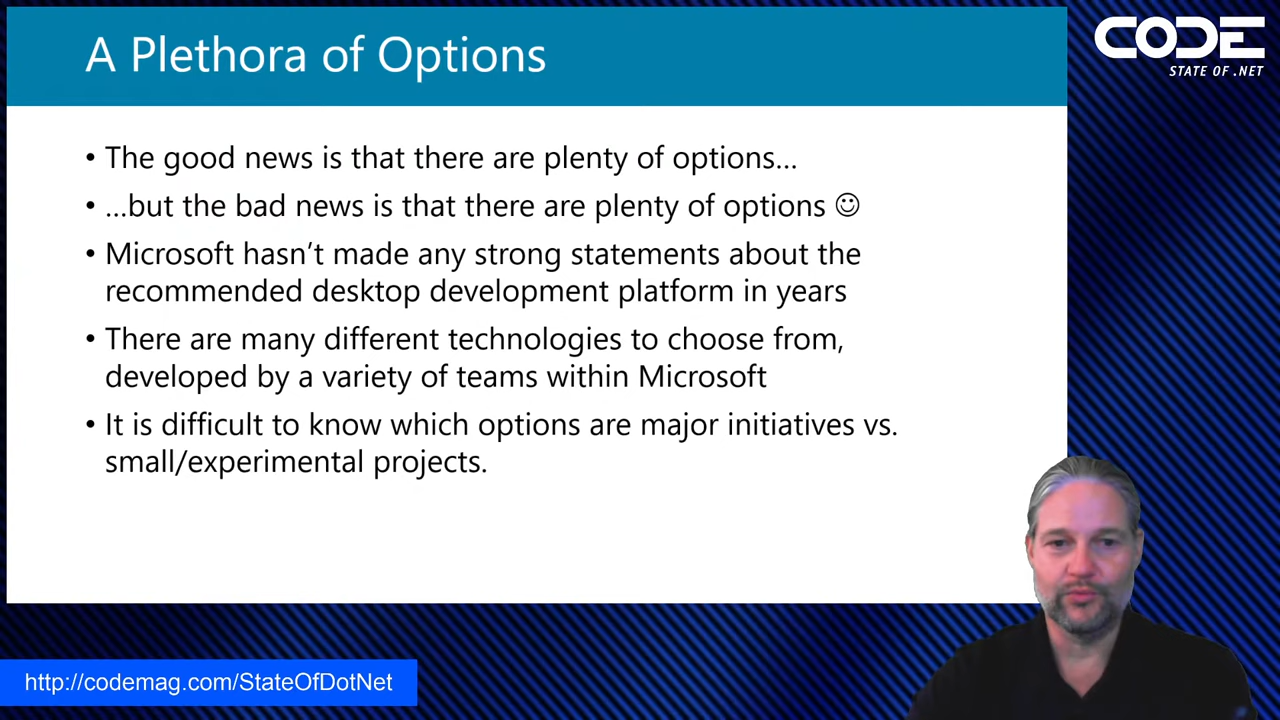 A Plethora of Options
CODE
STATE OF .NET
• The good news is that there are plenty of options…
• …but the bad news is that there are plenty of options ☺
• Microsoft hasn’t made any strong statements about the
recommended desktop development platform in years
• There are many different technologies to choose from,
developed by a variety of teams within Microsoft
• It is difficult to know which options are major initiatives vs.
small/experimental projects.
http://codemag.com/StateOfDotNet